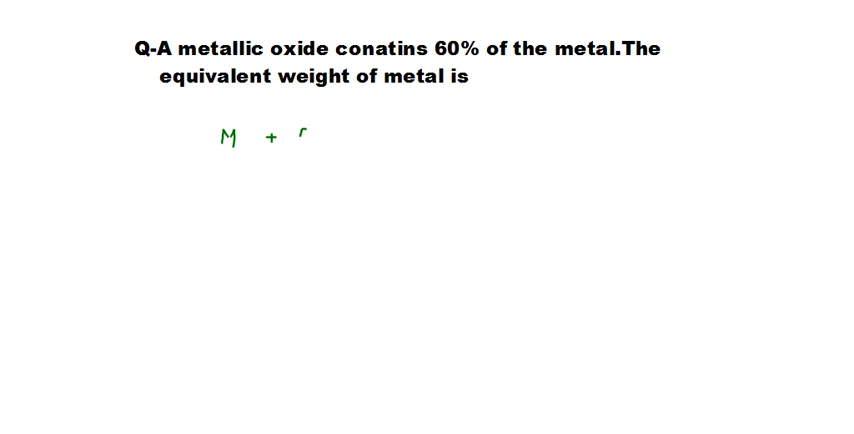 Q-A metallic oxide conatins 60% of the metal.The
equivalent weight of metal is
M +